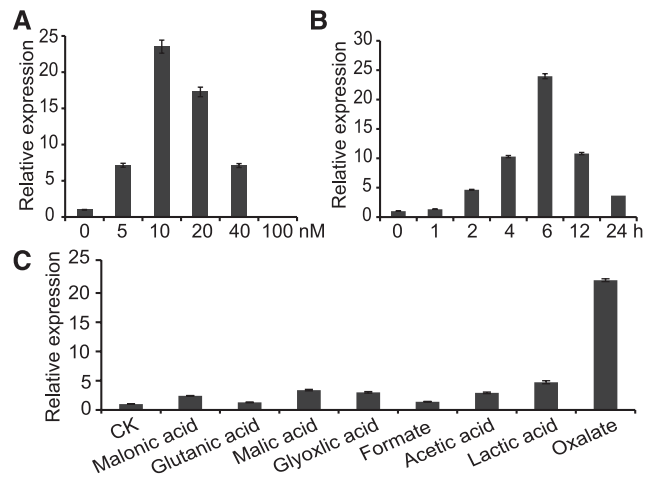 A
Relative expression
25
20
15
10
5
0
0 5 10 20 40 100 nM
B
Relative expression
30
25
20
15
10
5
0
0 1 2 4 6 12 24 h
C
Relative expression
25
20
15
10
5
0
CK
Malonic acid
Glutanic acid
Malic acid
Glyoxlic acid
Formate
Acetic acid
Lactic acid
Oxalate